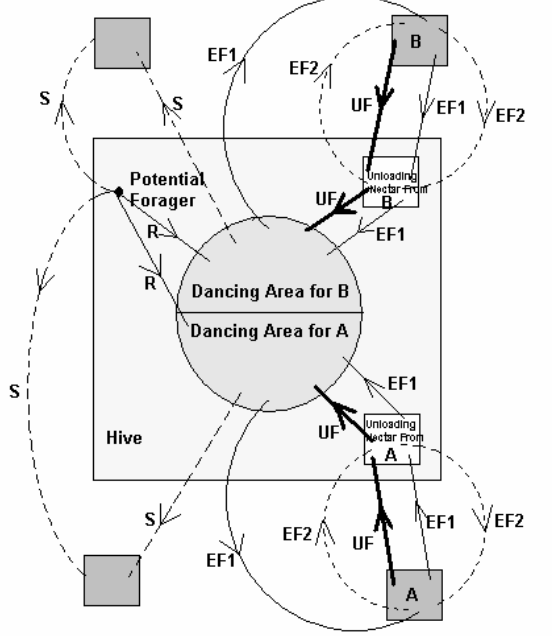 B
EF1
EF2
S
S
UF
EF1
EF2
Potential
Forager
Unloading
Nectar From
B
UF
R
EF1
R
Dancing Area for B
Dancing Area for A
EF1
S
Unloading
Nectar From
A
UF
Hive
S
EF2
EF1
EF2
UF
EF1
A